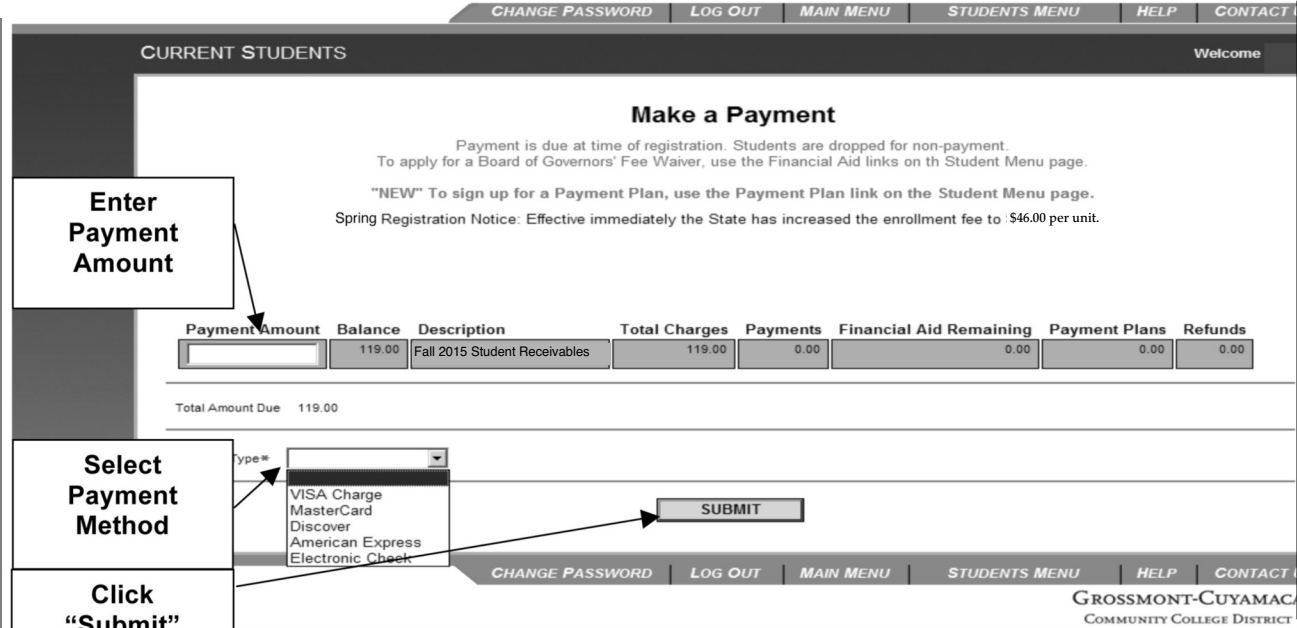 CHANGE PASSWORD LOG OUT MAIN MENU STUDENTS MENU HELP CONTACT
CURRENT STUDENTS Welcome
Make a Payment
Payment is due at time of registration. Students are dropped for non-payment.
To apply for a Board of Governors' Fee Waiver, use the Financial Aid links on th Student Menu page.
"NEW" To sign up for a Payment Plan, use the Payment Plan link on the Student Menu page.
Spring Registration Notice: Effective immediately the State has increased the enrollment fee to $46.00 per unit.
Enter
Payment
Amount
Payment Amount Balance Description Total Charges Payments Financial Aid Remaining Payment Plans Refunds
119.00 Fall 2015 Student Receivables 119.00 0.00 0.00 0.00 0.00
Total Amount Due 119.00
Select
Payment
Method
Type*
VISA Charge
MasterCard
Discover
American Express
Electronic Check
SUBMIT
Click
"Submit"
CHANGE PASSWORD LOG OUT MAIN MENU STUDENTS MENU HELP CONTACT
GROSSMONT-CUYAMACA
COMMUNITY COLLEGE DISTRICT